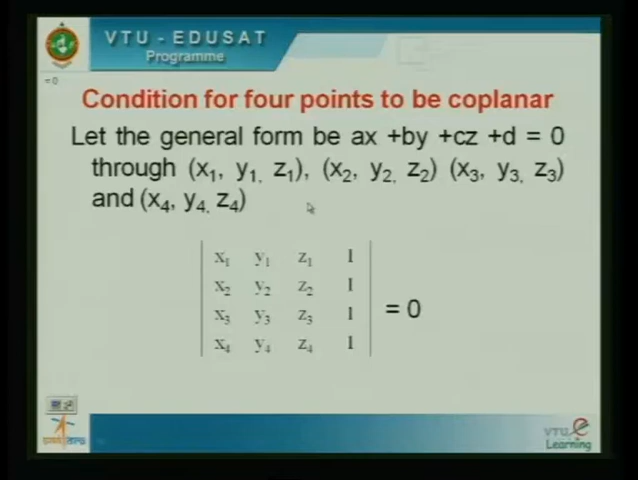 VTU - EDUSAT
Programme
=0
Condition for four points to be coplanar
Let the general form be ax +by +cz +d = 0
through (x₁, y₁, z₁), (x₂, y₂, z₂) (x₃, y₃, z₃)
and (x₄, y₄, z₄)
x₁ y₁ z₁ 1
x₂ y₂ z₂ 1
x₃ y₃ z₃ 1
x₄ y₄ z₄ 1
= 0
VTU e
Learning